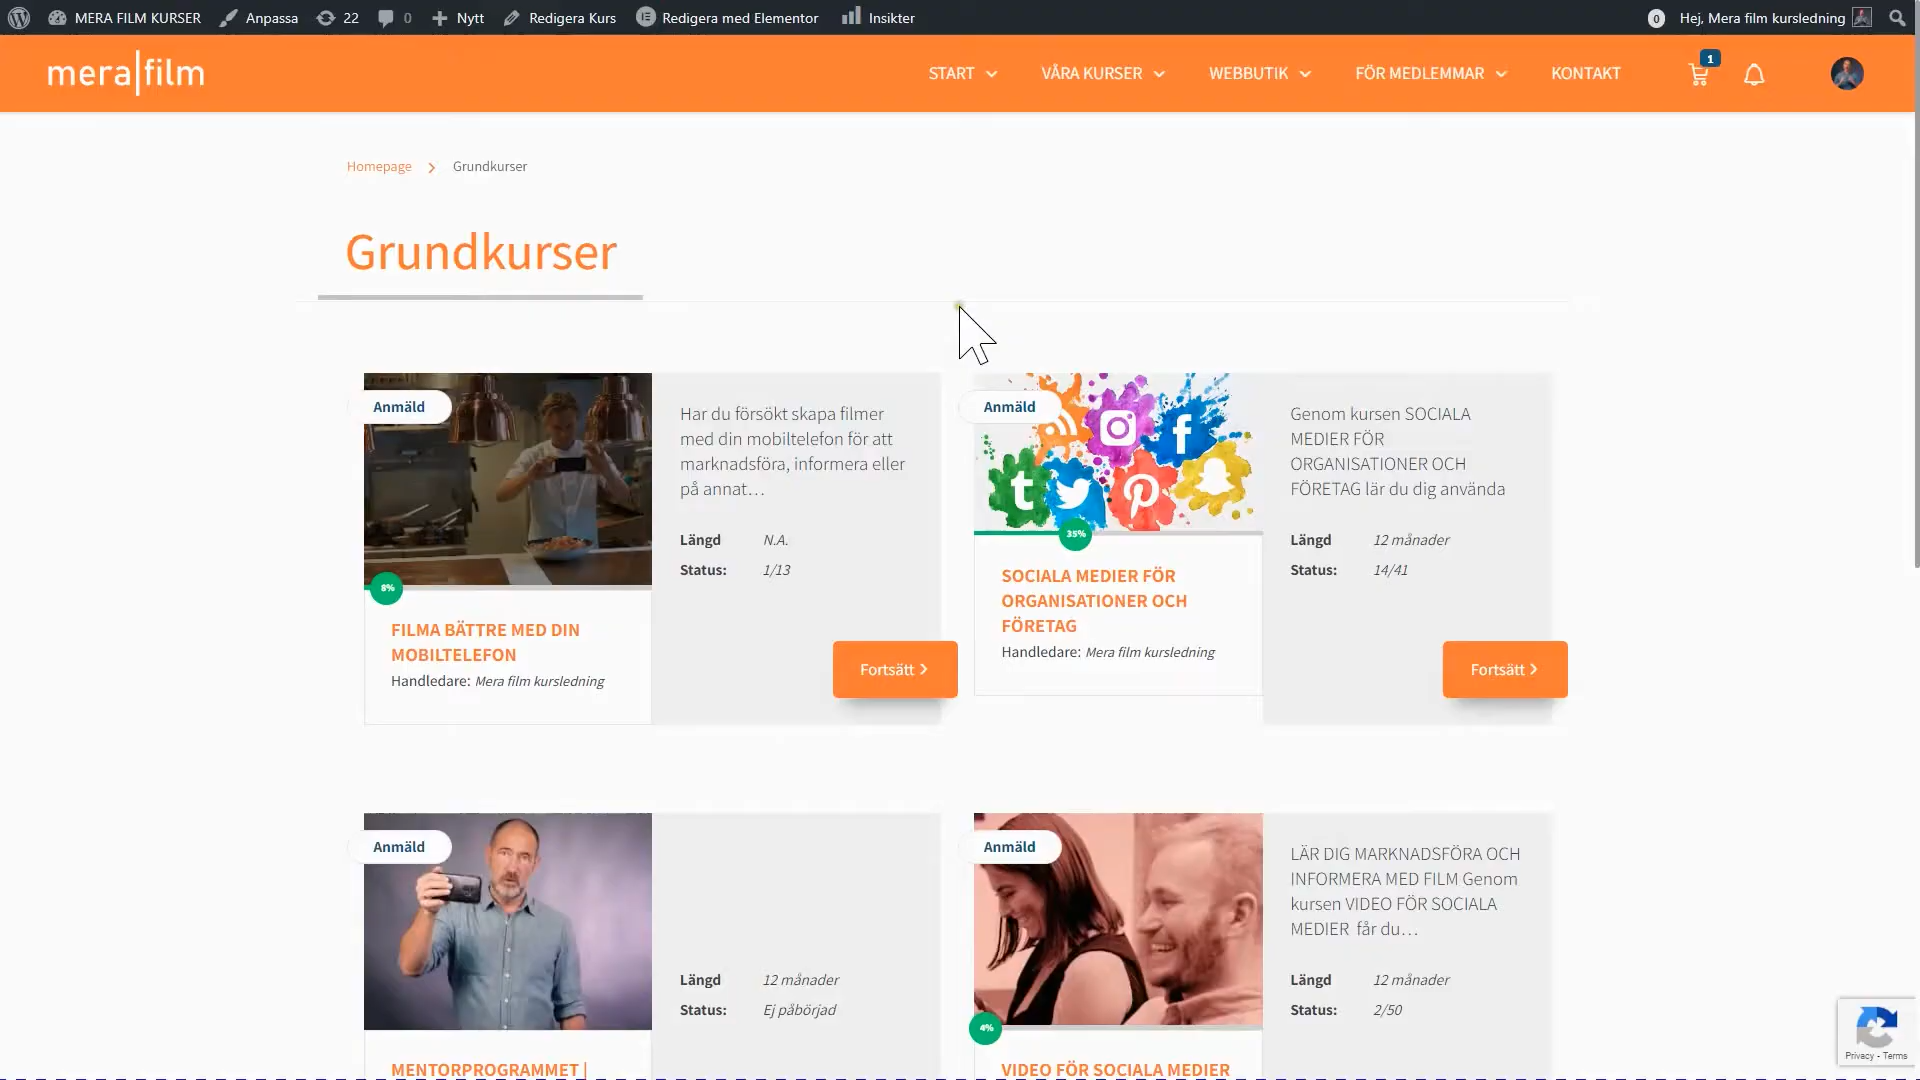 MERA FILM KURSER
Anpassa
22
0
Nytt
Redigera Kurs
Redigera med Elementor
Insikter
0
Hej, Mera film kursledning
mera|film
START
VÅRA KURSER
WEBBUTIK
FÖR MEDLEMMAR
KONTAKT
1
Homepage
Grundkurser
Grundkurser
Anmäld
8%
FILMA BÄTTRE MED DIN
MOBILTELEFON
Handledare: Mera film kursledning
Har du försökt skapa filmer
med din mobiltelefon för att
marknadsföra, informera eller
på annat…
Längd N.A.
Status: 1/13
Fortsätt
Anmäld
35%
SOCIALA MEDIER FÖR
ORGANISATIONER OCH
FÖRETAG
Handledare: Mera film kursledning
Genom kursen SOCIALA
MEDIER FÖR
ORGANISATIONER OCH
FÖRETAG lär du dig använda
Längd 12 månader
Status: 14/41
Fortsätt
Anmäld
MENTORPROGRAMMET |
Längd 12 månader
Status: Ej påbörjad
Anmäld
4%
VIDEO FÖR SOCIALA MEDIER
LÄR DIG MARKNADSFÖRA OCH
INFORMERA MED FILM Genom
kursen VIDEO FÖR SOCIALA
MEDIER får du…
Längd 12 månader
Status: 2/50
Privacy - Terms